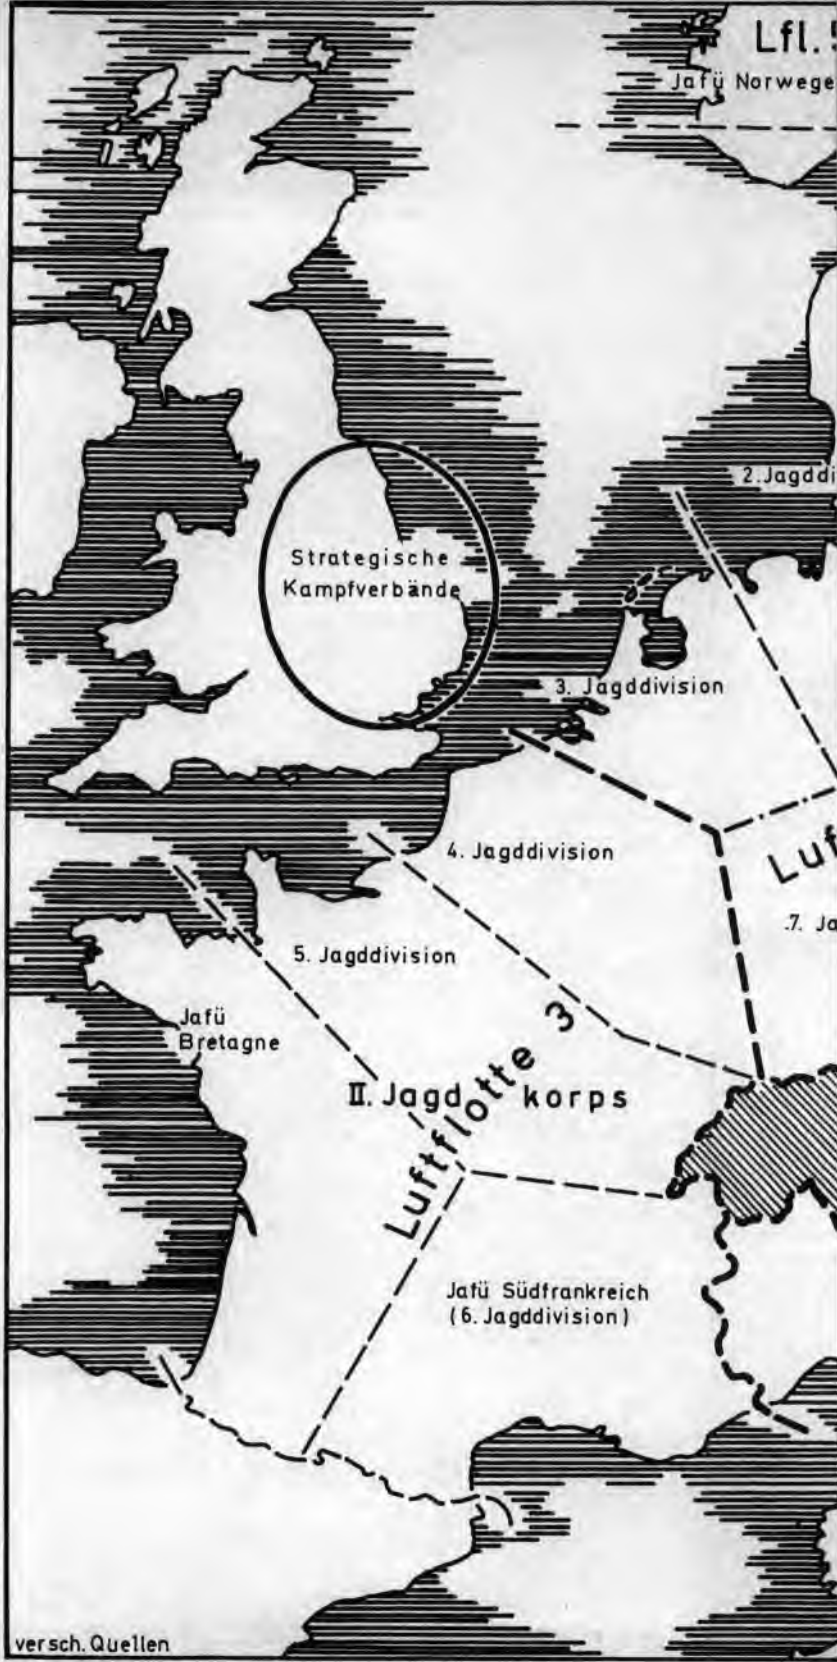 Lfl.
Jafü Norwege
2. Jagddi
Strategische
Kampfverbände
3. Jagddivision
4. Jagddivision
Luf
7. Ja
5. Jagddivision
Jafü
Bretagne
Luftflotte 3
II. Jagd korps
Jafü Südfrankreich
(6. Jagddivision)
versch. Quellen